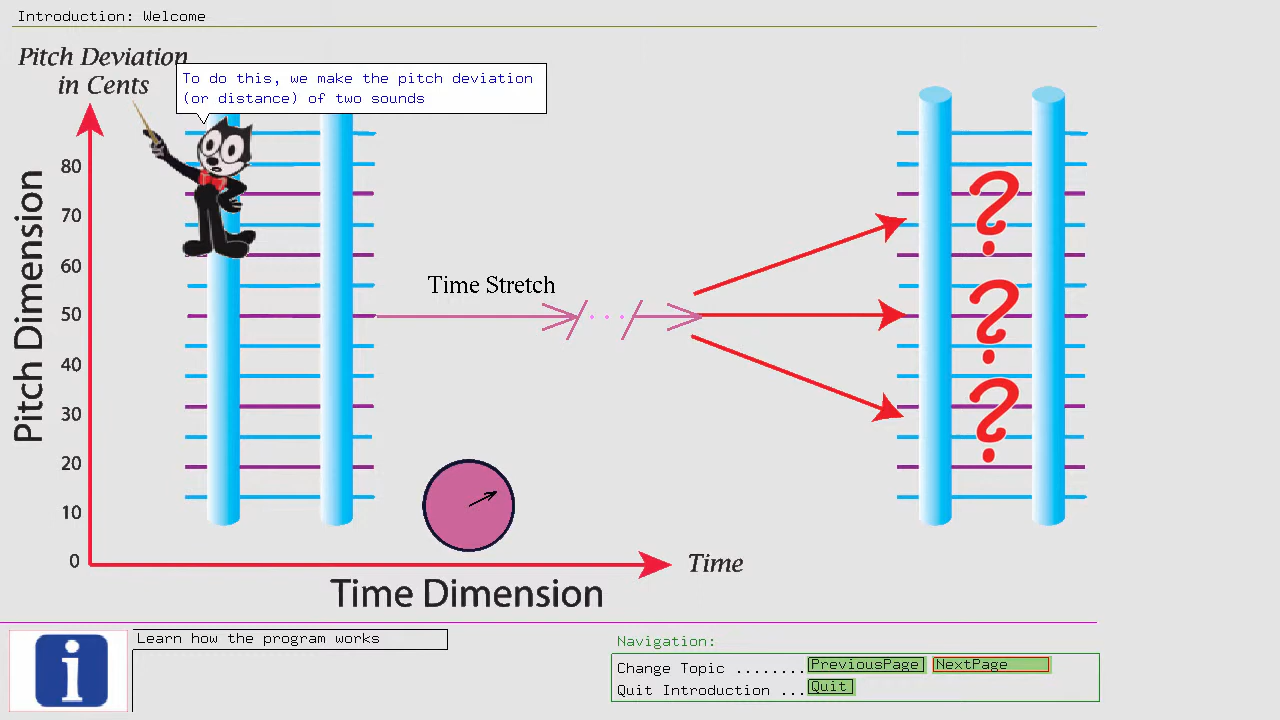 Introduction: Welcome
Pitch Deviation
in Cents
To do this, we make the pitch deviation
(or distance) of two sounds
Pitch Dimension
80
70
60
50
40
30
20
10
0
Time Stretch
? 
?
?
Time
Time Dimension
i
Learn how the program works
Navigation:
Change Topic ........PreviousPage NextPage
Quit Introduction ...Quit